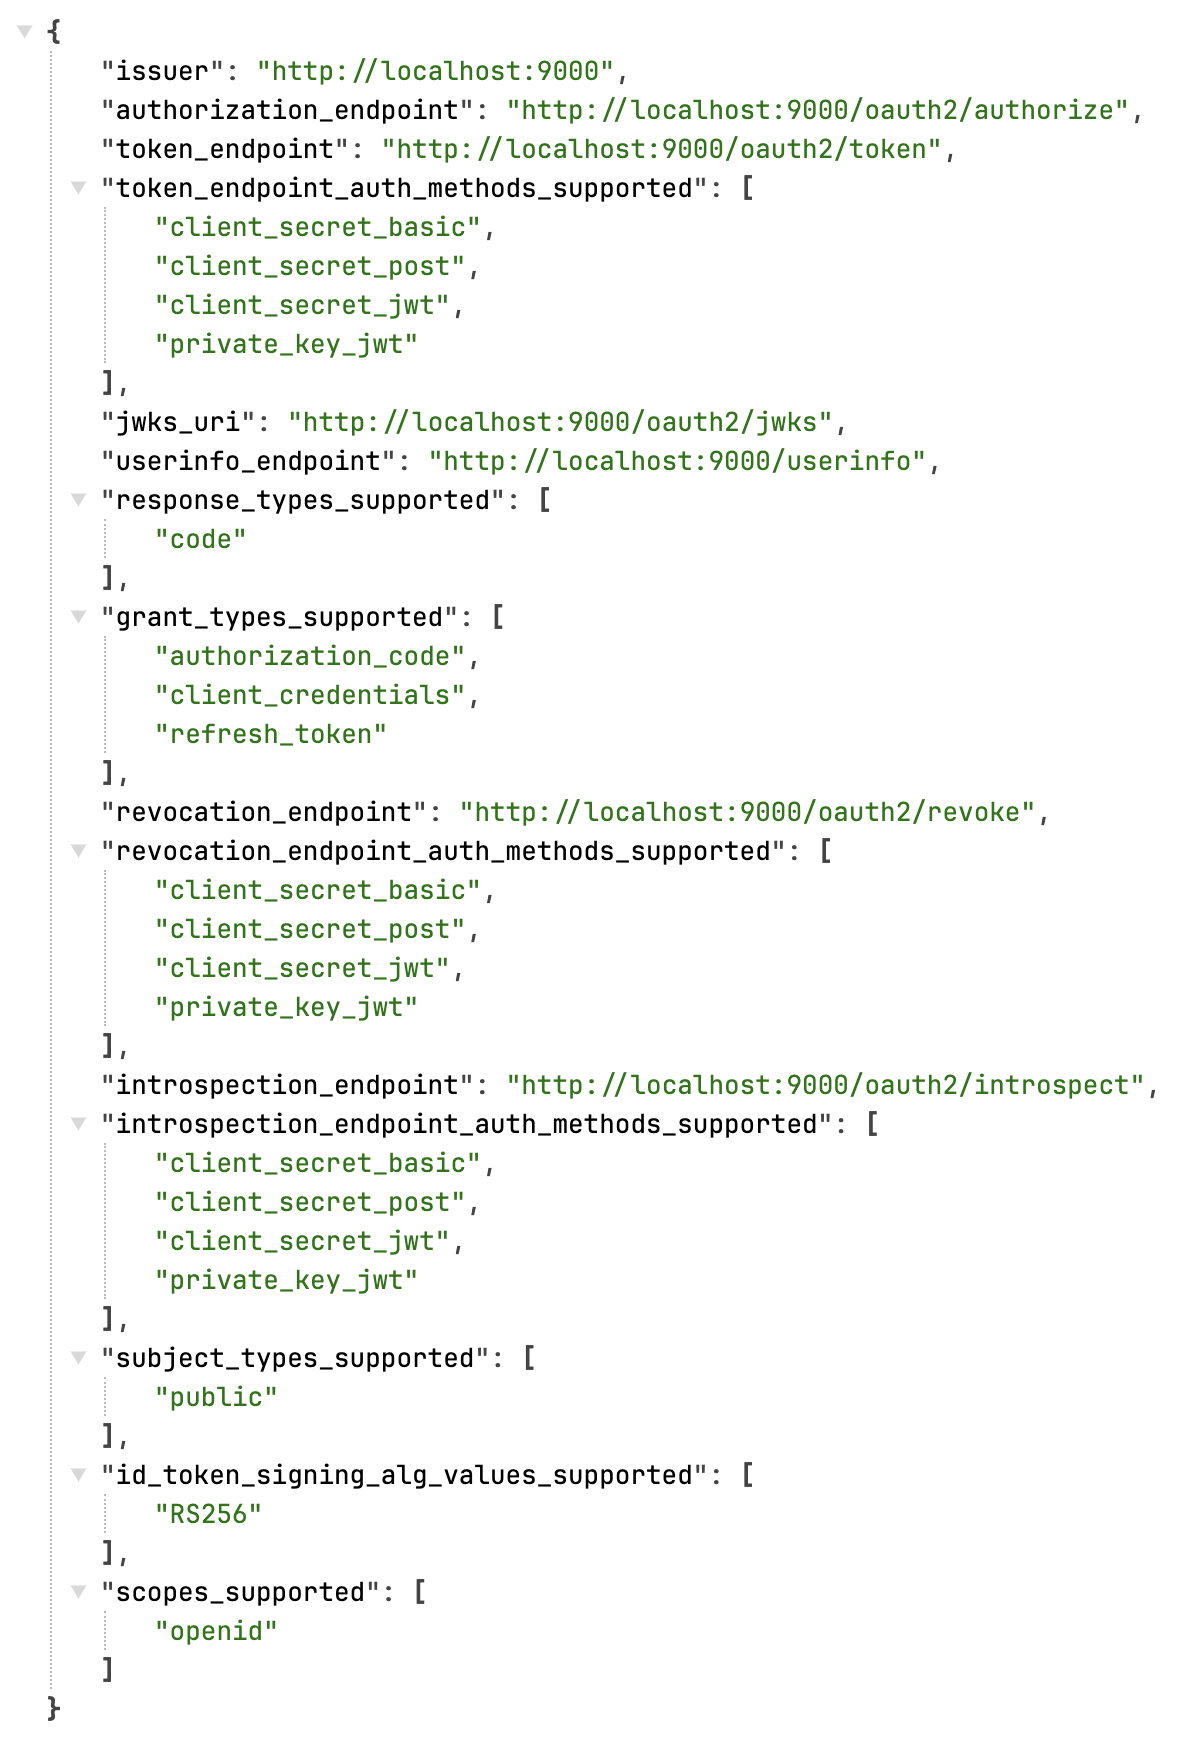 {
"issuer": "http://localhost:9000",
"authorization_endpoint": "http://localhost:9000/oauth2/authorize",
"token_endpoint": "http://localhost:9000/oauth2/token",
"token_endpoint_auth_methods_supported": [
"client_secret_basic",
"client_secret_post",
"client_secret_jwt",
"private_key_jwt"
],
"jwks_uri": "http://localhost:9000/oauth2/jwks",
"userinfo_endpoint": "http://localhost:9000/userinfo",
"response_types_supported": [
"code"
],
"grant_types_supported": [
"authorization_code",
"client_credentials",
"refresh_token"
],
"revocation_endpoint": "http://localhost:9000/oauth2/revoke",
"revocation_endpoint_auth_methods_supported": [
"client_secret_basic",
"client_secret_post",
"client_secret_jwt",
"private_key_jwt"
],
"introspection_endpoint": "http://localhost:9000/oauth2/introspect",
"introspection_endpoint_auth_methods_supported": [
"client_secret_basic",
"client_secret_post",
"client_secret_jwt",
"private_key_jwt"
],
"subject_types_supported": [
"public"
],
"id_token_signing_alg_values_supported": [
"RS256"
],
"scopes_supported": [
"openid"
]
}